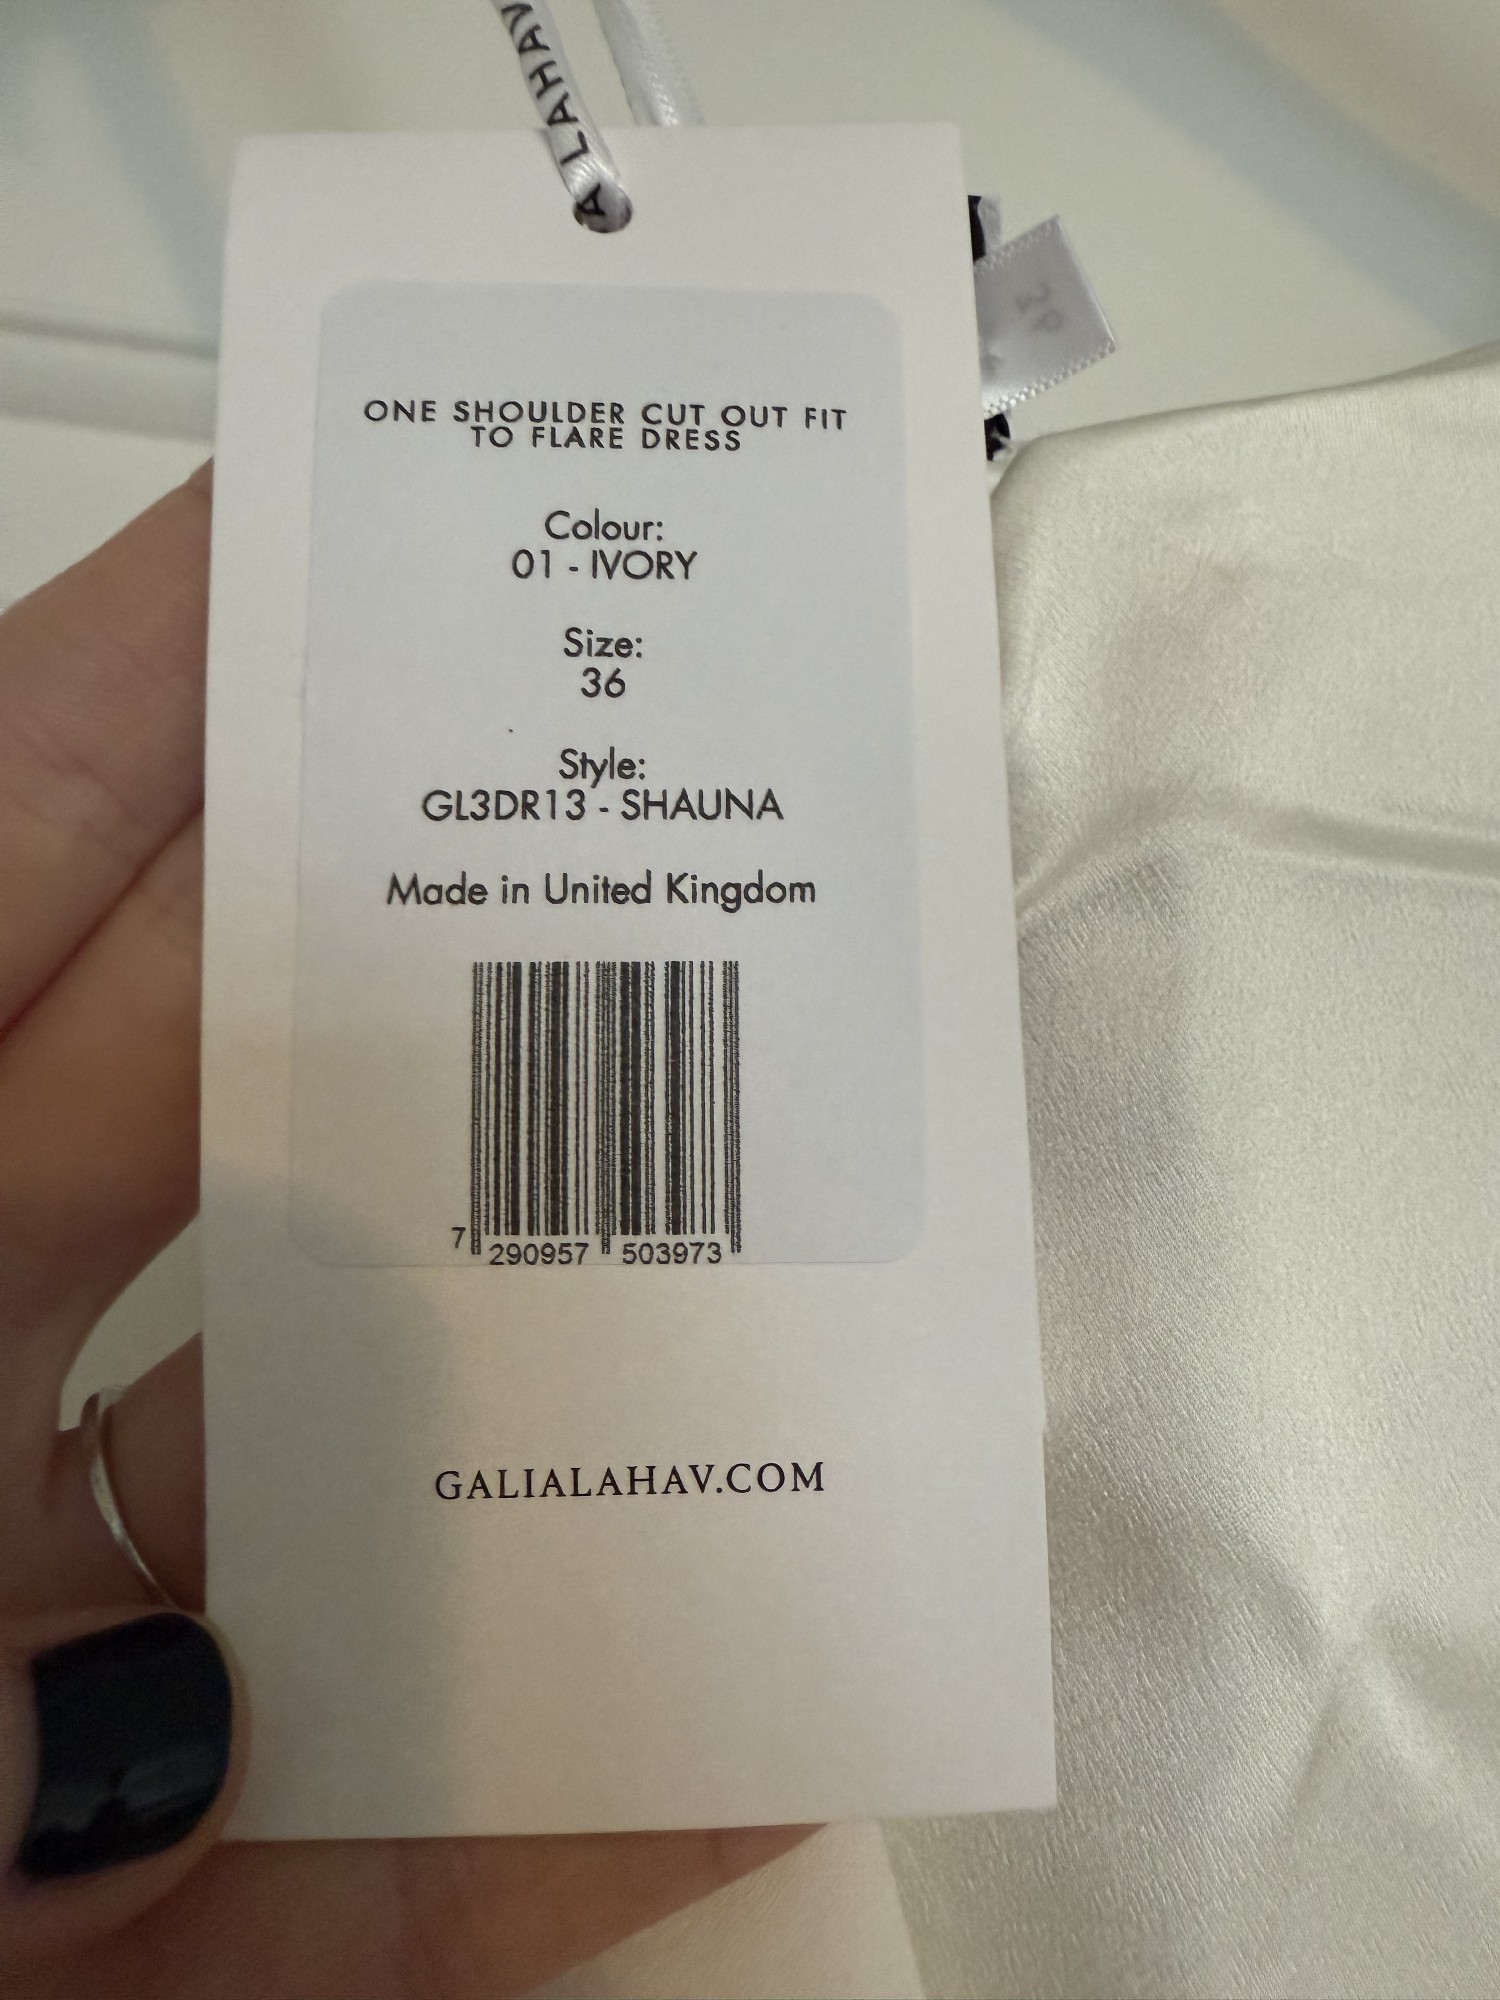 A LAHAV
ONE SHOULDER CUT OUT FIT
TO FLARE DRESS
Colour:
01 - IVORY
Size:
36
Style:
GL3DR13 - SHAUNA
Made in United Kingdom
7 290957 503973
GALIALAHAV.COM